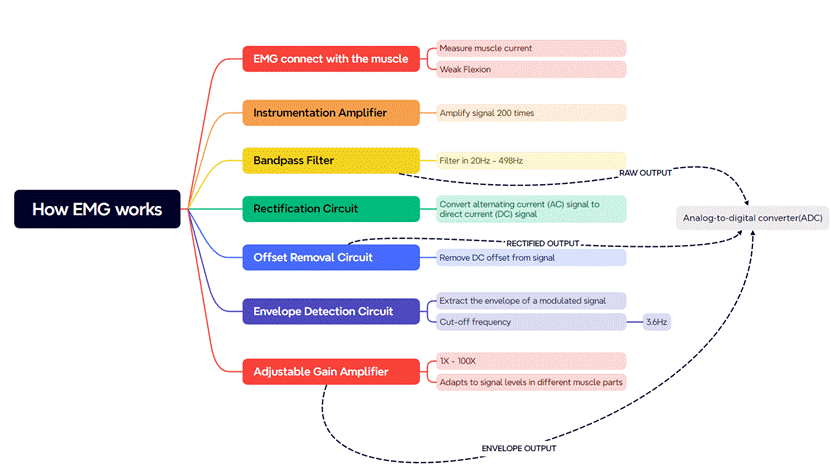 How EMG works
EMG connect with the muscle
Measure muscle current
Weak Flexion
Instrumentation Amplifier
Amplify signal 200 times
Bandpass Filter
Filter in 20Hz - 498Hz
RAW OUTPUT
Rectification Circuit
Convert alternating current (AC) signal to
direct current (DC) signal
Analog-to-digital converter(ADC)
RECTIFIED OUTPUT
Offset Removal Circuit
Remove DC offset from signal
Envelope Detection Circuit
Extract the envelope of a modulated signal
Cut-off frequency
3.6Hz
Adjustable Gain Amplifier
1X - 100X
Adapts to signal levels in different muscle parts
ENVELOPE OUTPUT